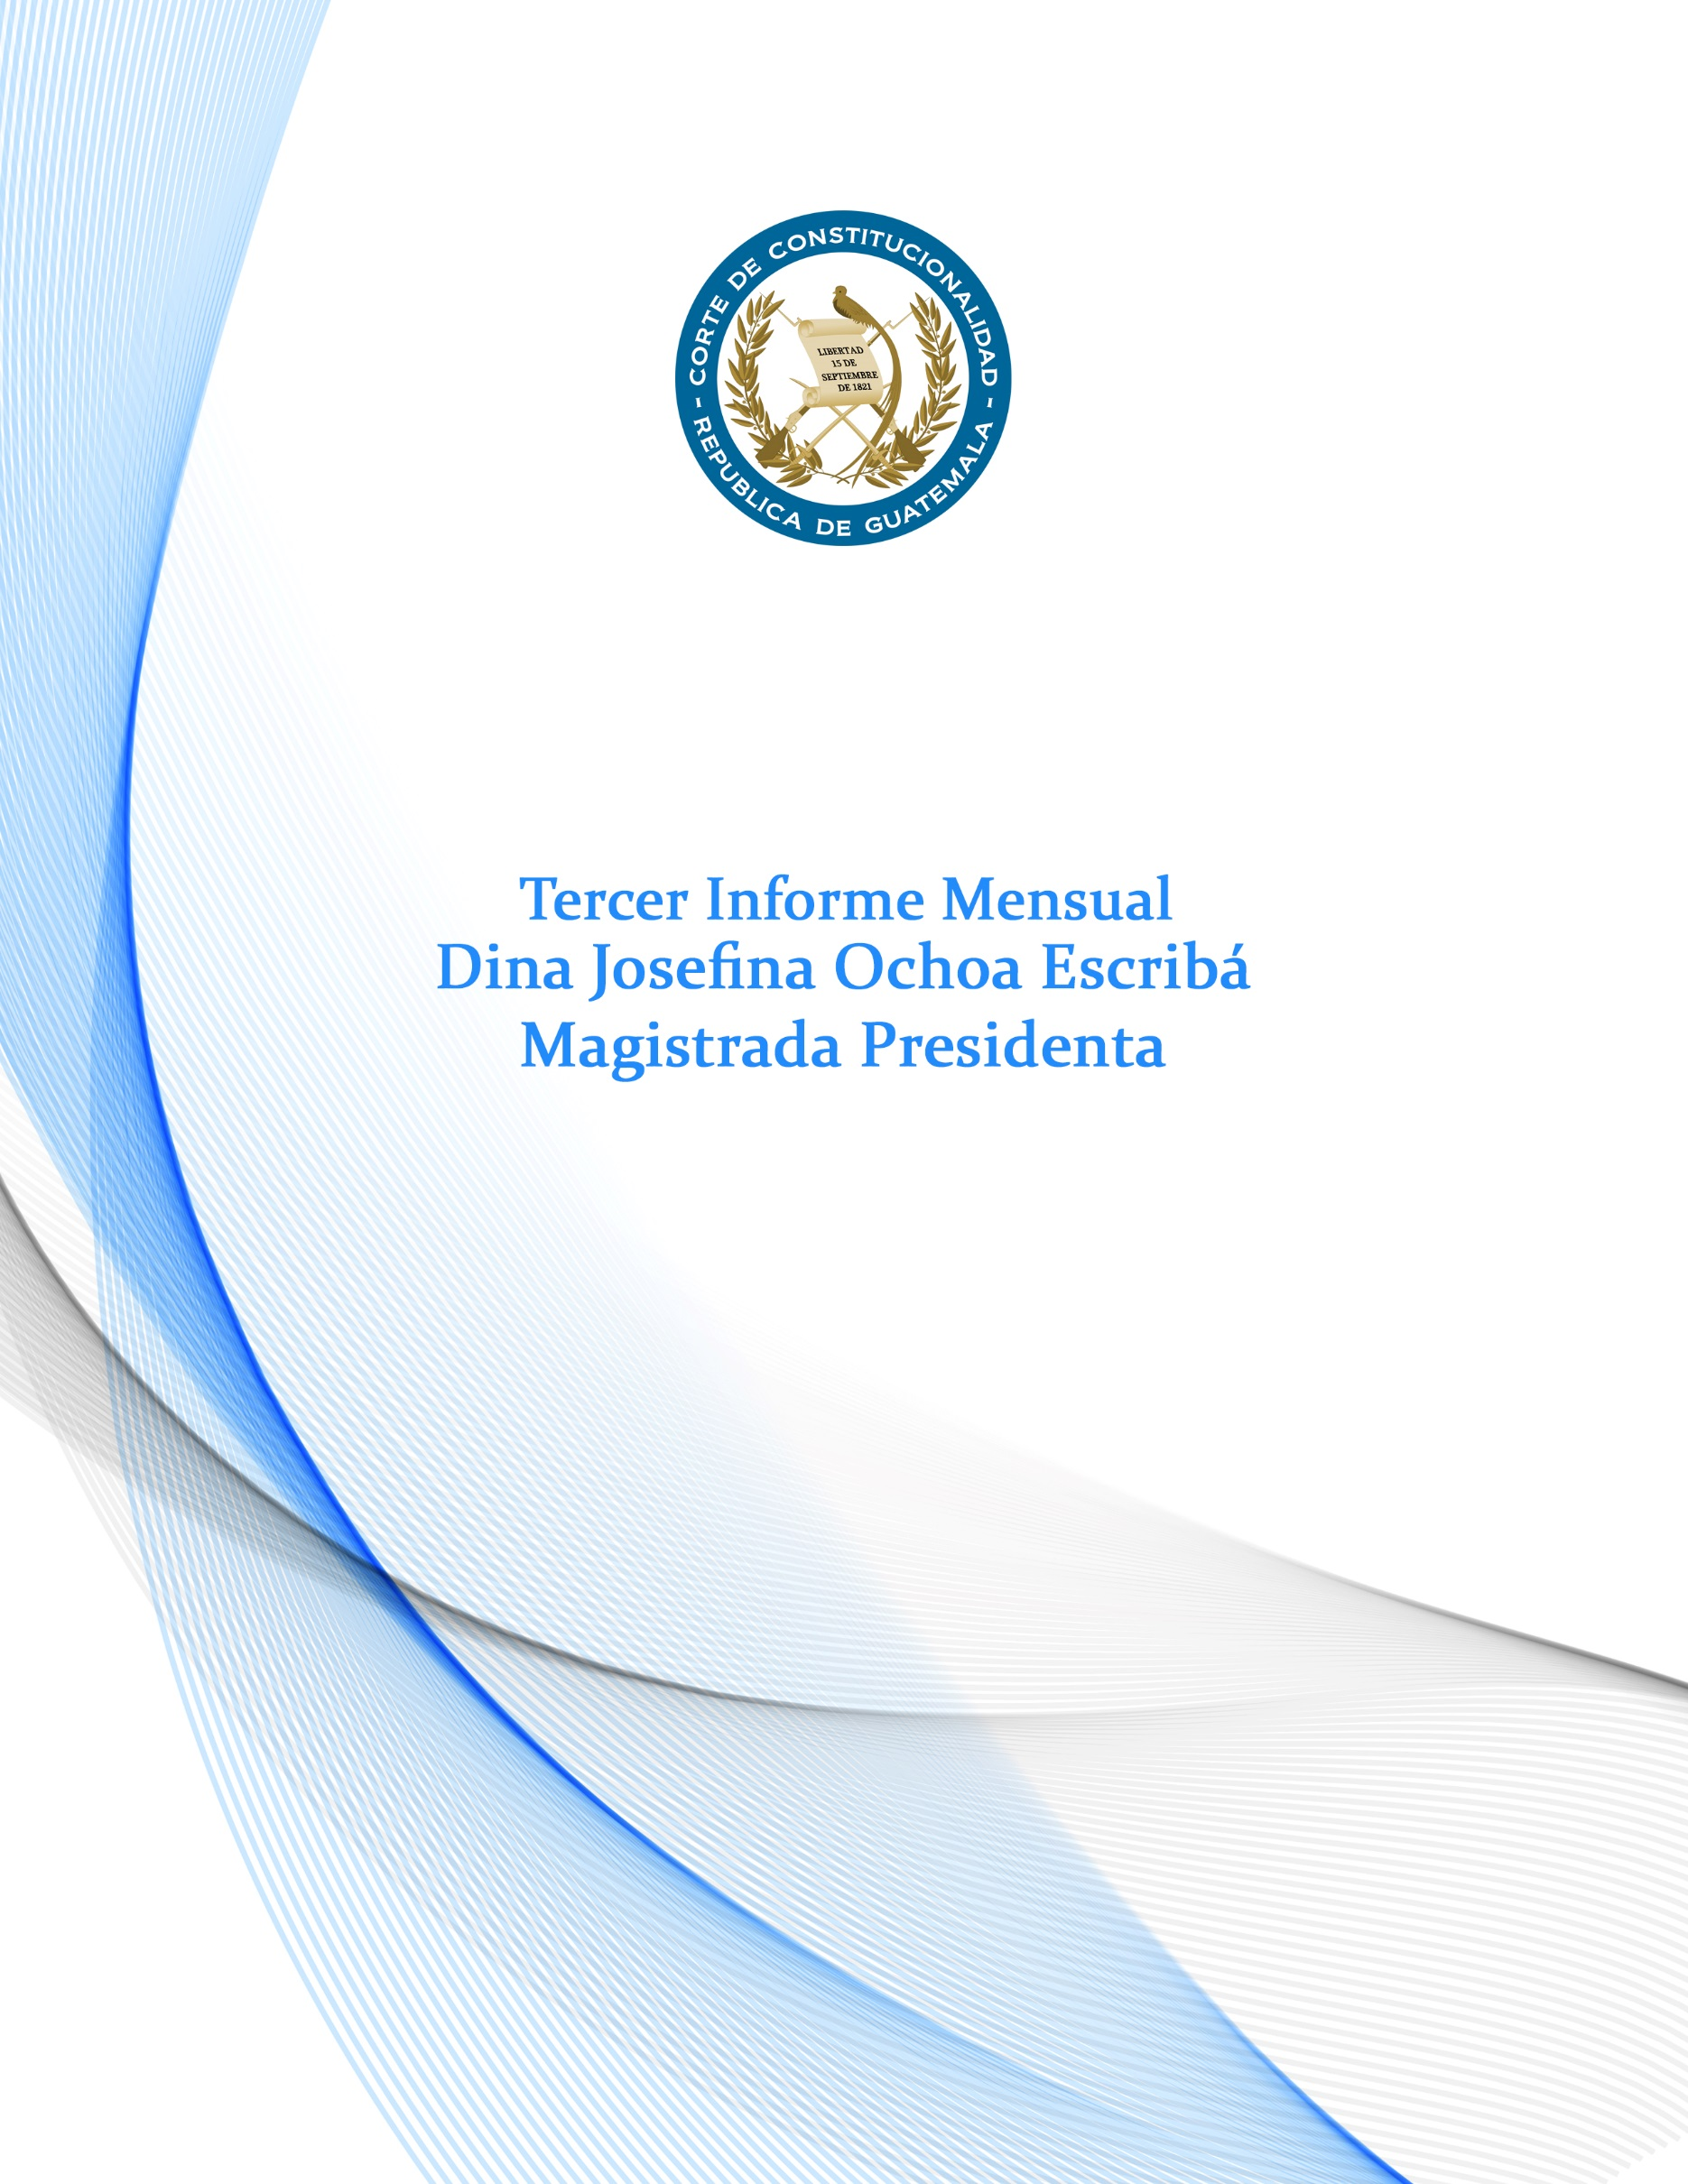 CORTE DE CONSTITUCIONALIDAD
LIBERTAD
15 DE
SEPTIEMBRE
DE 1821
- REPUBLICA DE GUATEMALA -
Tercer Informe Mensual
Dina Josefina Ochoa Escribá
Magistrada Presidenta